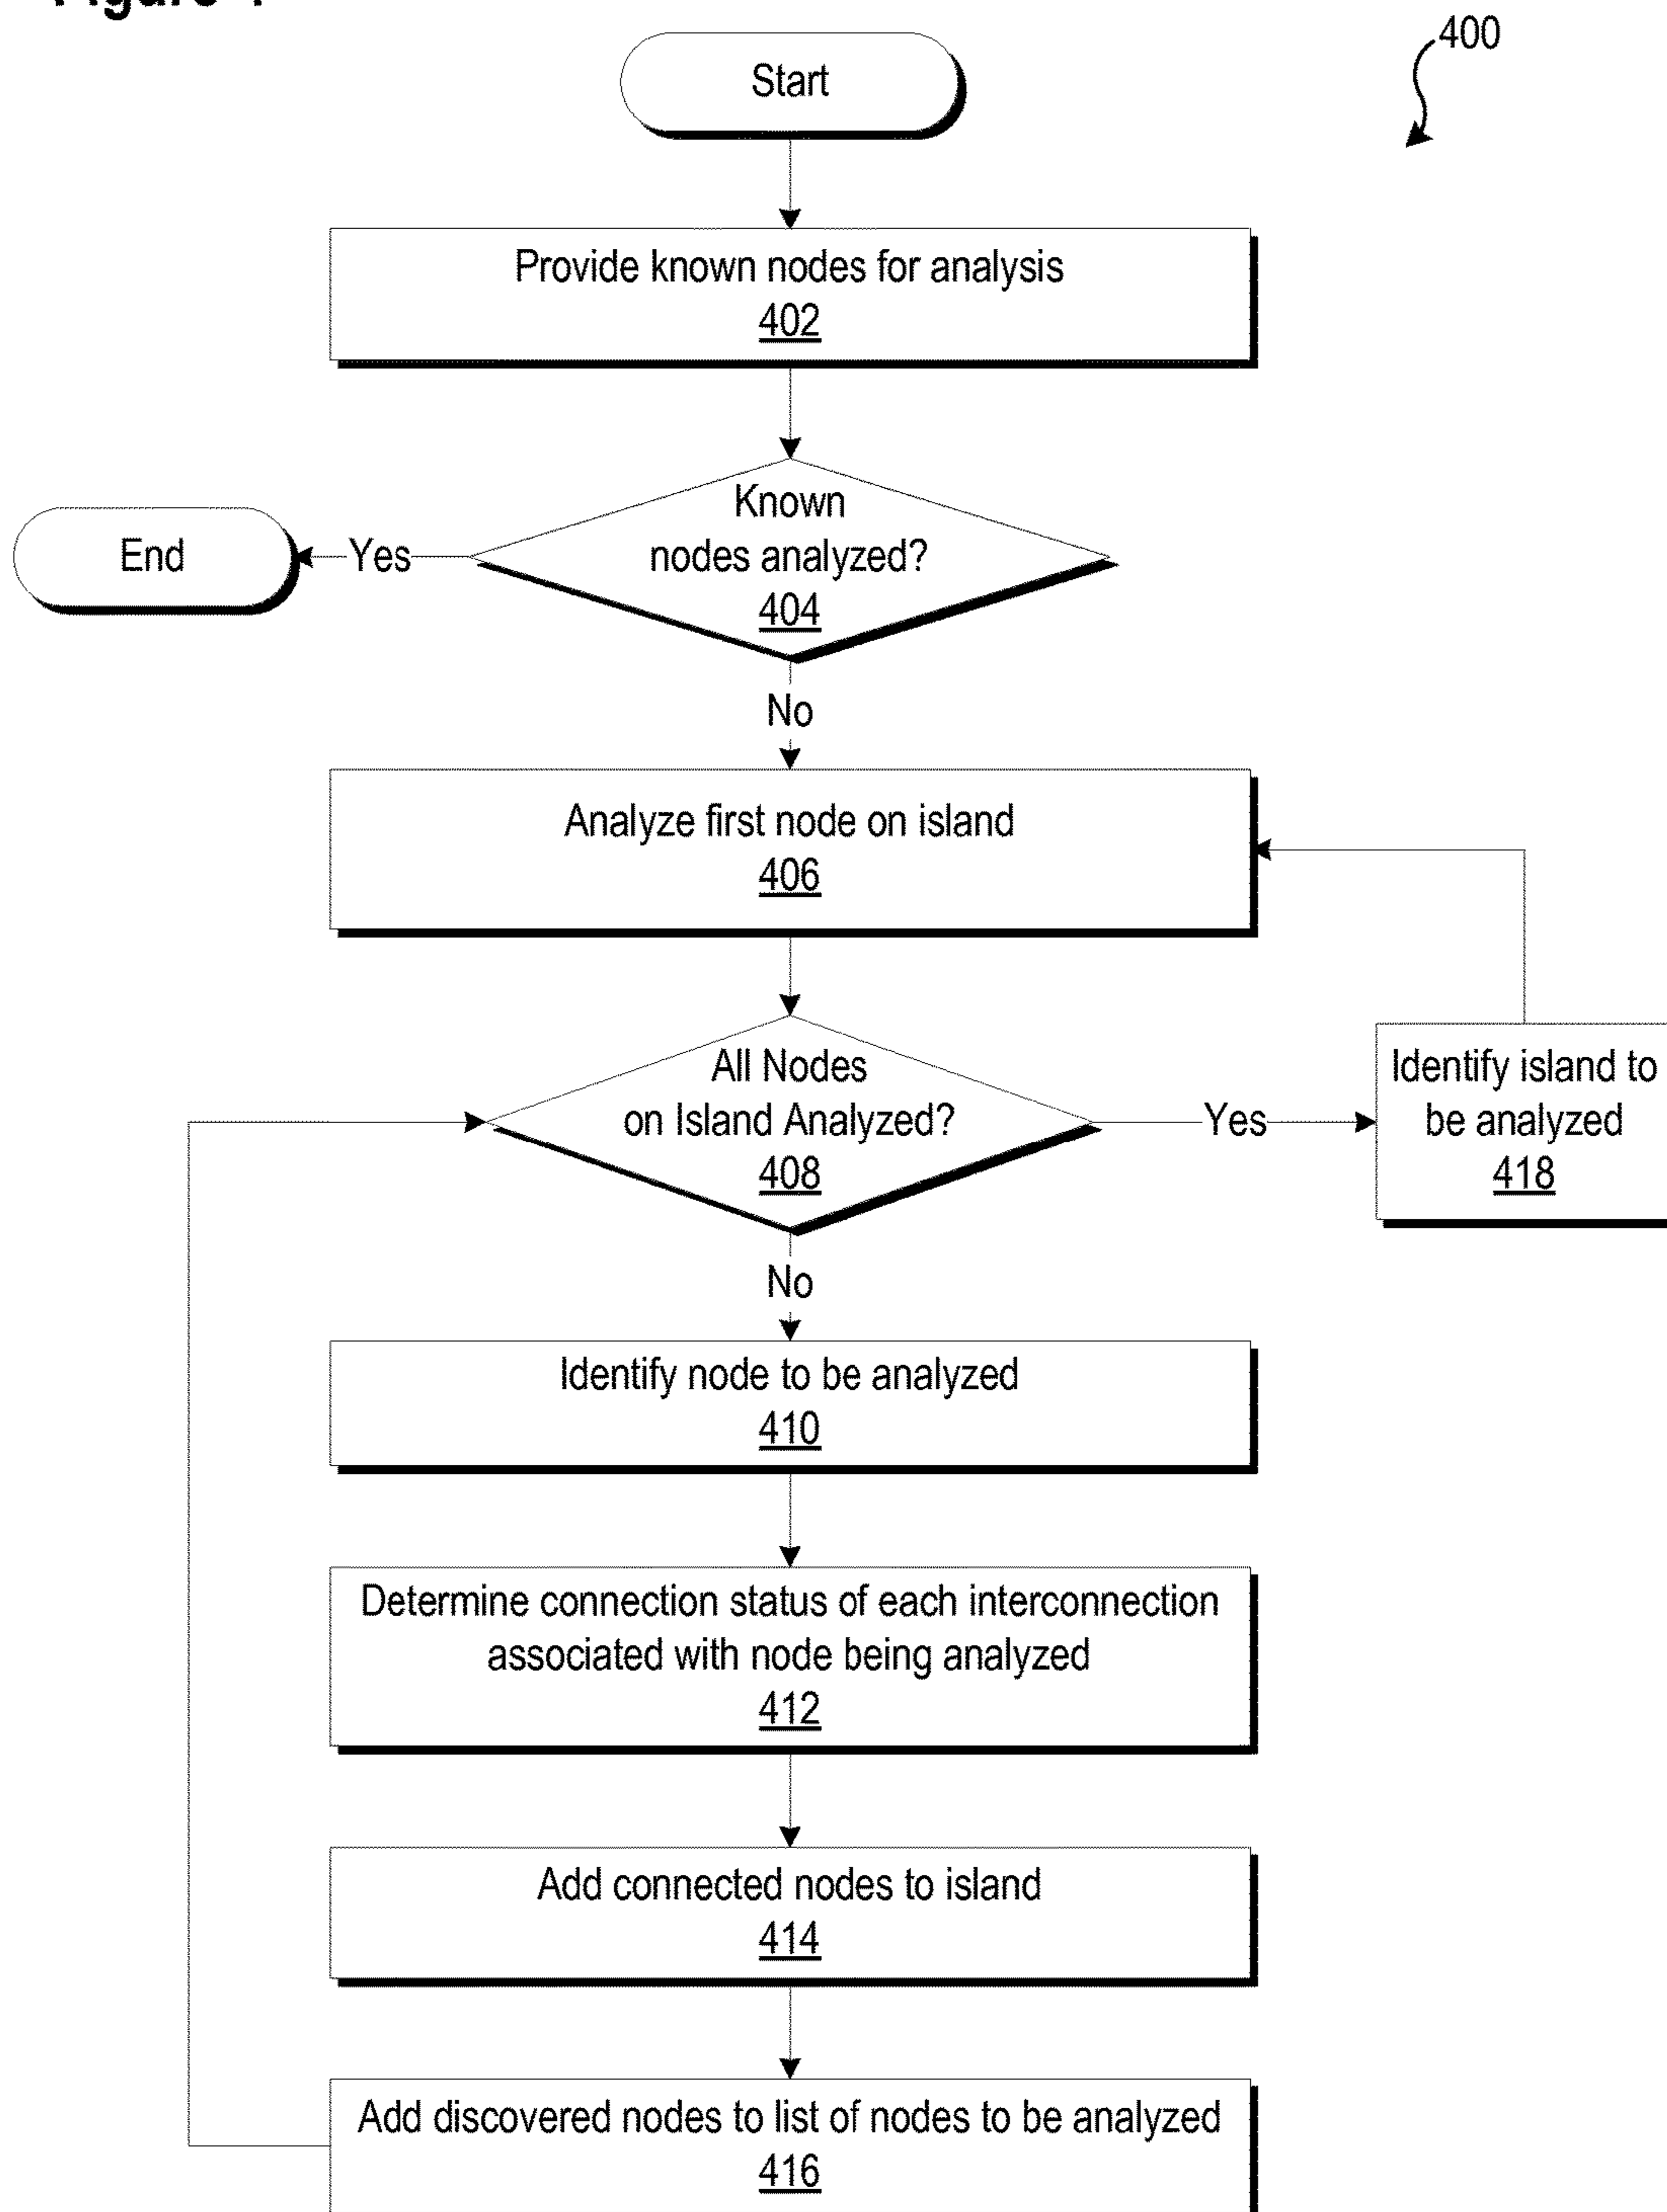 400
Start
Provide known nodes for analysis
402
Known
nodes analyzed?
404
Yes
End
No
Analyze first node on island
406
All Nodes
on Island Analyzed?
408
Yes
Identify island to
be analyzed
418
No
Identify node to be analyzed
410
Determine connection status of each interconnection
associated with node being analyzed
412
Add connected nodes to island
414
Add discovered nodes to list of nodes to be analyzed
416